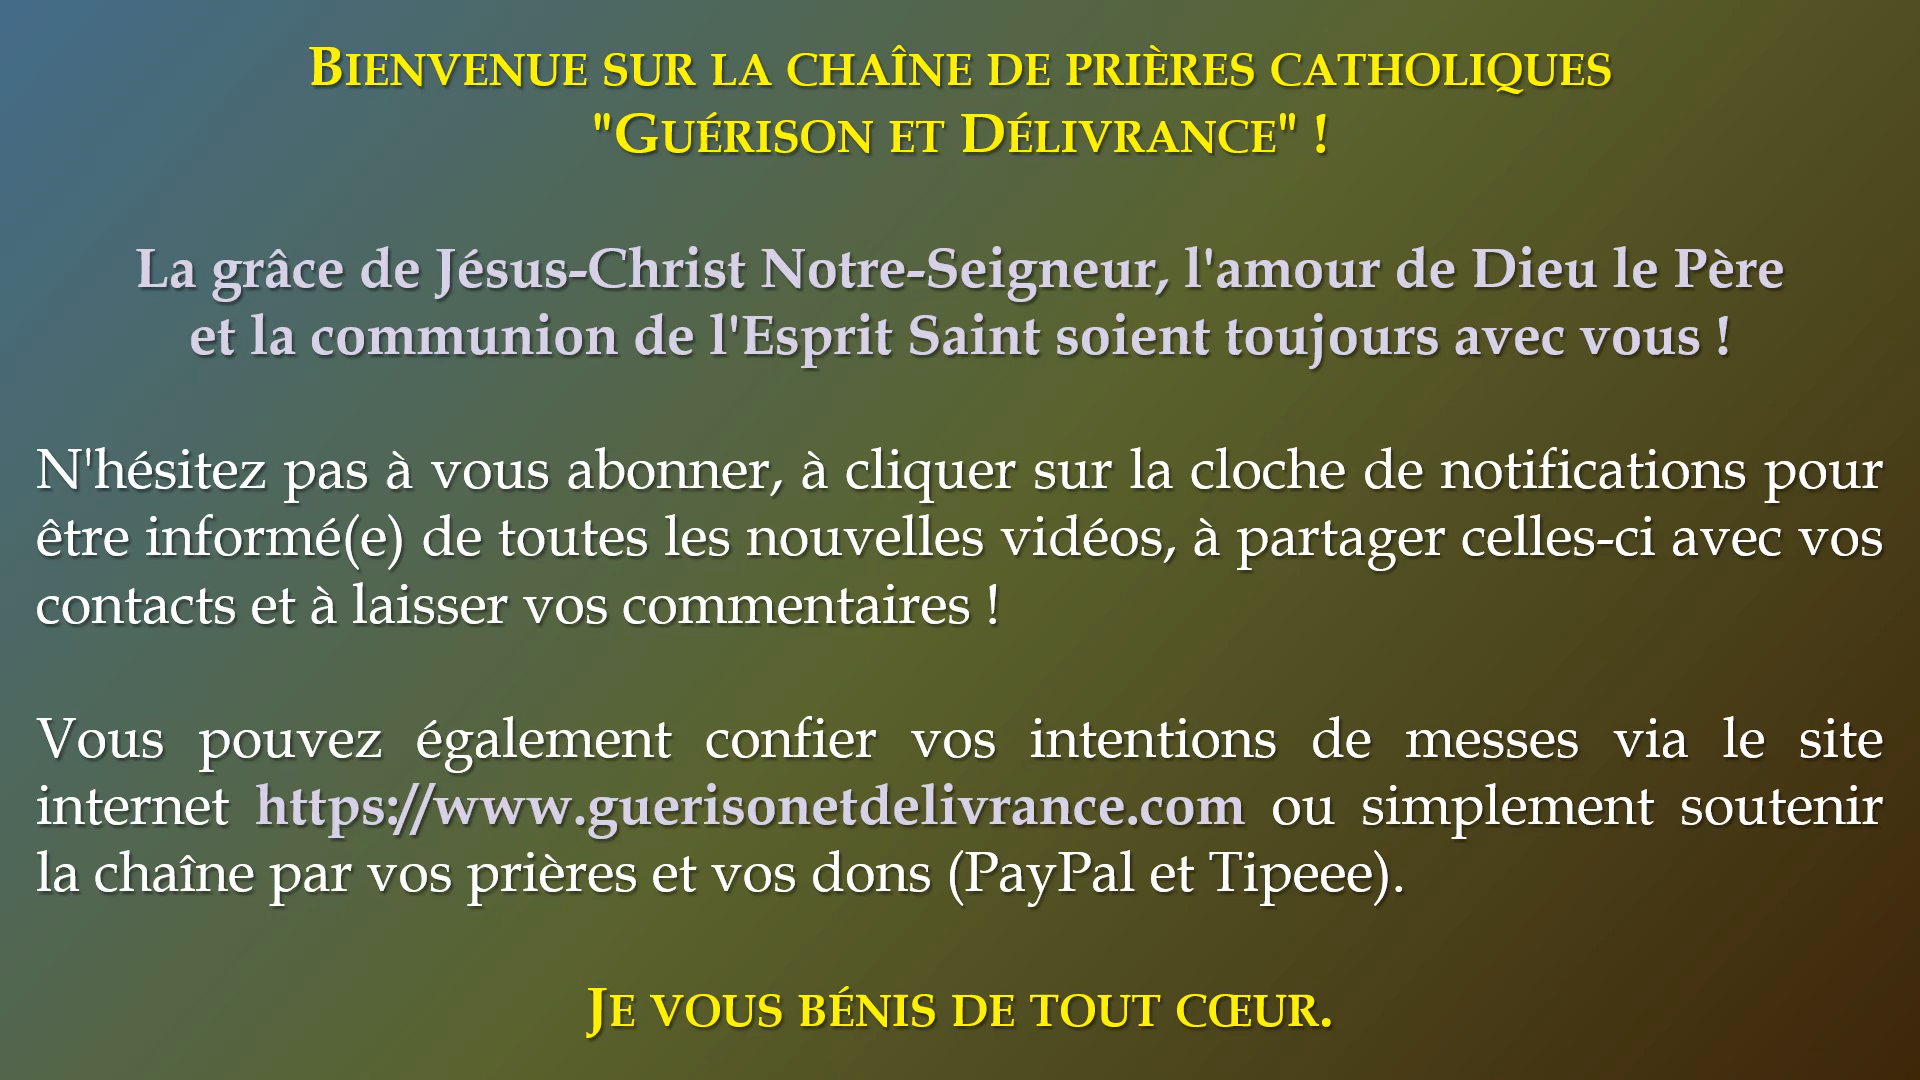 BIENVENUE SUR LA CHAÎNE DE PRIÈRES CATHOLIQUES
"GUÉRISON ET DÉLIVRANCE" !
La grâce de Jésus-Christ Notre-Seigneur, l'amour de Dieu le Père
et la communion de l'Esprit Saint soient toujours avec vous !
N'hésitez pas à vous abonner, à cliquer sur la cloche de notifications pour
être informé(e) de toutes les nouvelles vidéos, à partager celles-ci avec vos
contacts et à laisser vos commentaires !
Vous pouvez également confier vos intentions de messes via le site
internet https://www.guerisonetdelivrance.com ou simplement soutenir
la chaîne par vos prières et vos dons (PayPal et Tipeee).
JE VOUS BÉNIS DE TOUT CŒUR.